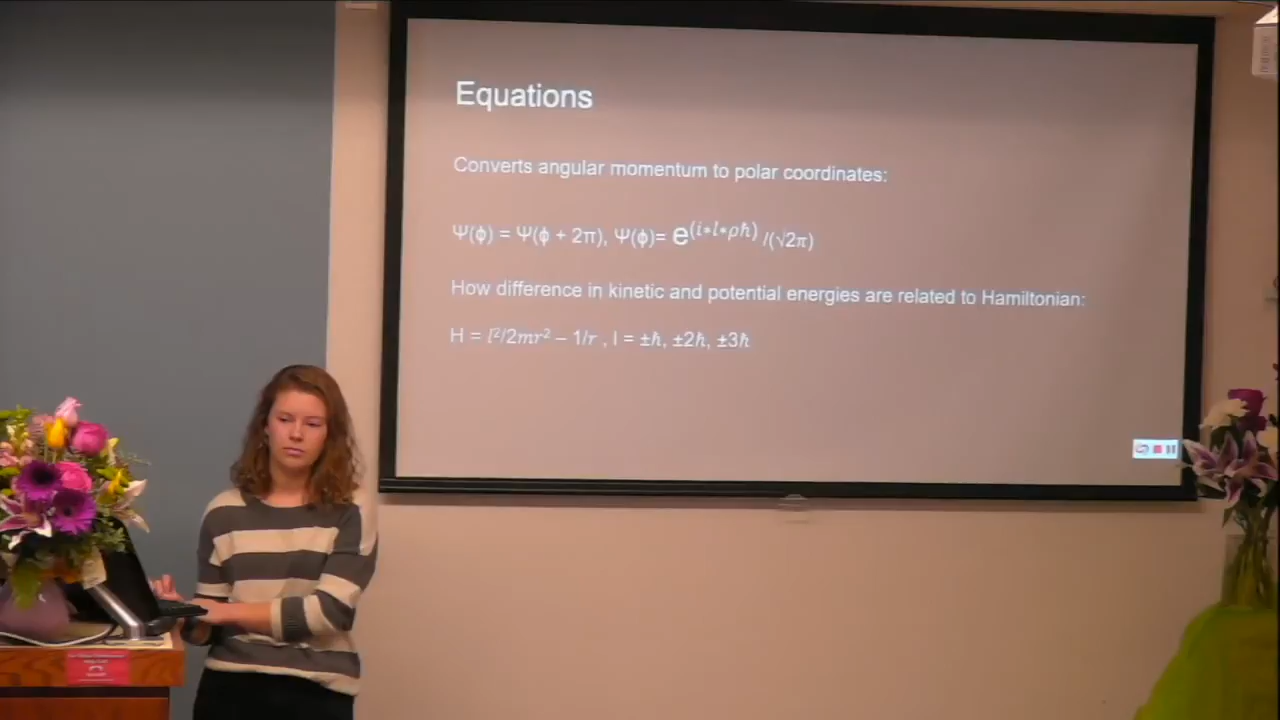 Equations
Converts angular momentum to polar coordinates:
Ψ(ϕ) = Ψ(ϕ + 2π), Ψ(ϕ)= e^(i∗l∗ρℏ) /(√2π)
How difference in kinetic and potential energies are related to Hamiltonian:
H = l²/2mr² – 1/r , l = ±ℏ, ±2ℏ, ±3ℏ